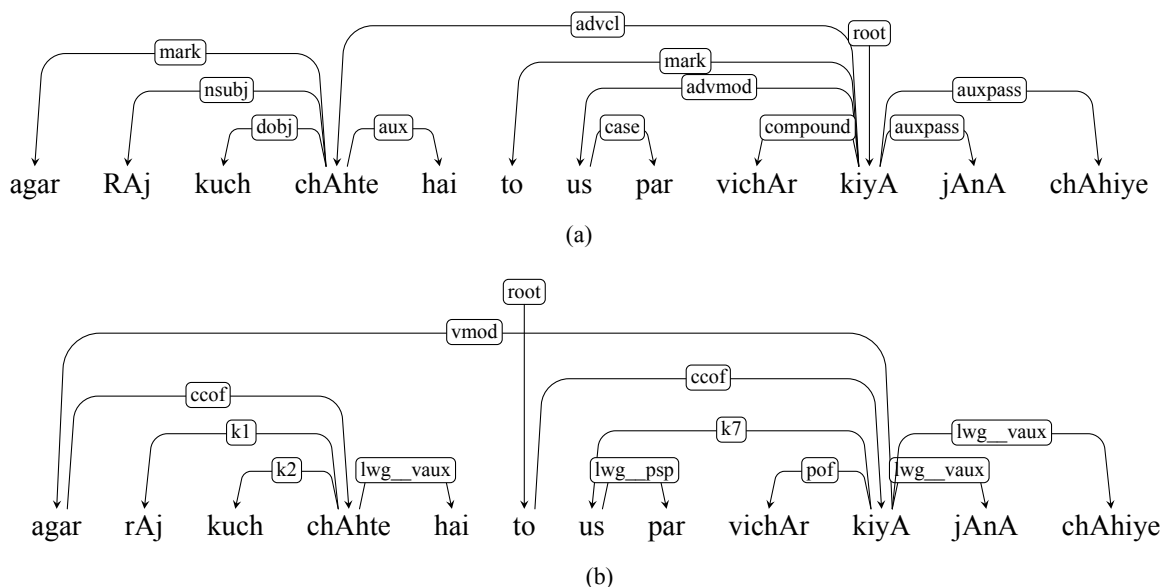 advcl
root
mark
mark
nsubj
advmod
auxpass
dobj
aux
case
compound
auxpass
agar RAj kuch chAhte hai to us par vichAr kiyA jAnA chAhiye
(a)
root
vmod
ccof
ccof
k1
k7
lwg__vaux
k2
lwg__vaux
lwg__psp
pof
lwg__vaux
agar rAj kuch chAhte hai to us par vichAr kiyA jAnA chAhiye
(b)